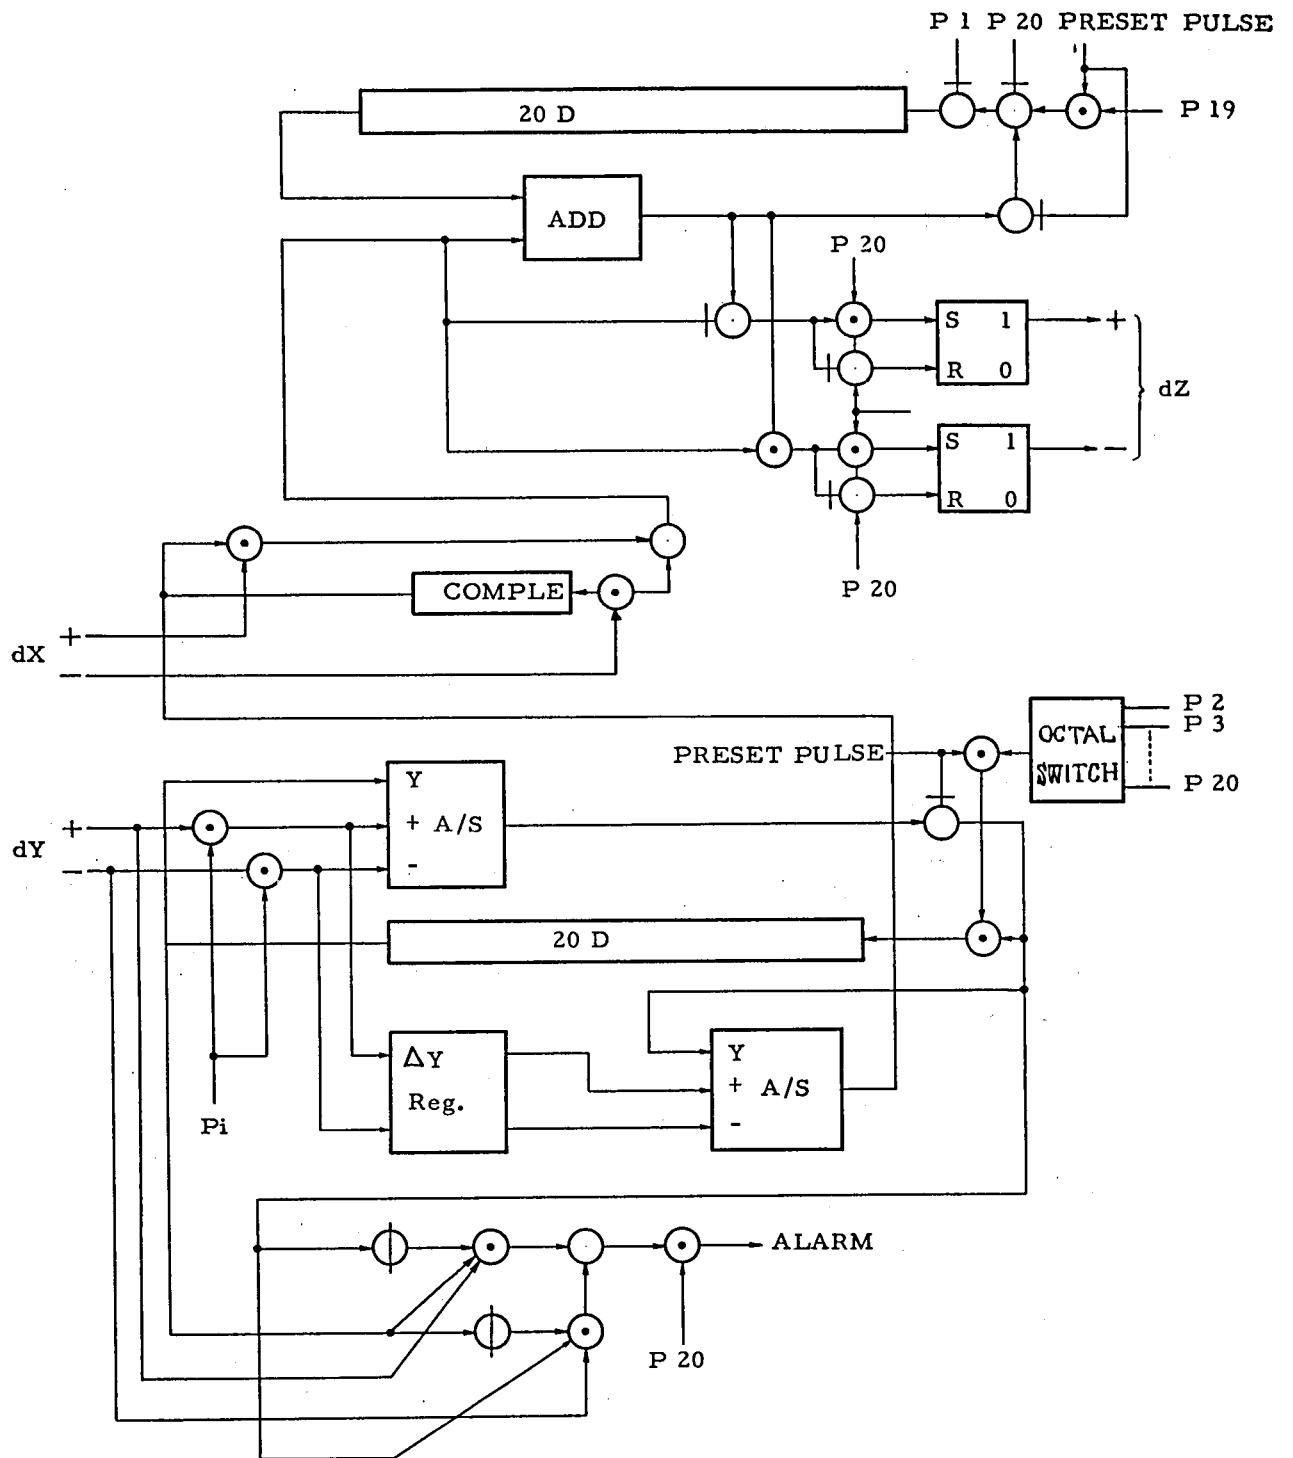 P 1 P 20 PRESET PULSE
20 D
P 19
ADD
P 20
S 1
+
R 0
dZ
S 1
−
R 0
P 20
COMPLE
dX
+
−
PRESET PULSE
OCTAL
SWITCH
P 2
P 3
P 20
Y
+ A/S
-
dY
+
−
20 D
ΔY
Reg.
Y
+ A/S
-
Pi
ALARM
P 20